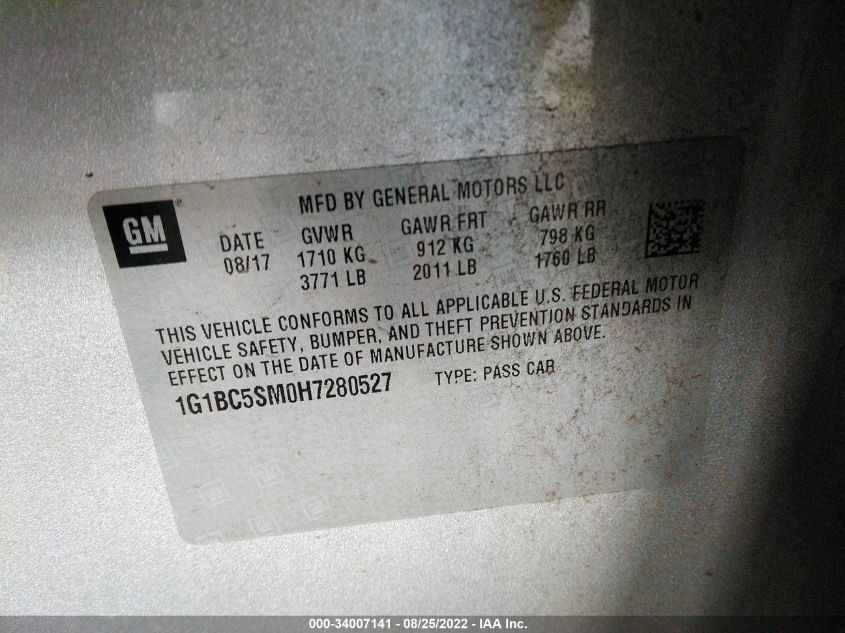 MFD BY GENERAL MOTORS LLC
GM
DATE GVWR GAWR FRT GAWR RR
08/17 1710 KG 912 KG 798 KG
3771 LB 2011 LB 1760 LB
THIS VEHICLE CONFORMS TO ALL APPLICABLE U.S. FEDERAL MOTOR
VEHICLE SAFETY, BUMPER, AND THEFT PREVENTION STANDARDS IN
EFFECT ON THE DATE OF MANUFACTURE SHOWN ABOVE.
1G1BC5SM0H7280527 TYPE: PASS CAR
000-34007141 - 08/25/2022 - IAA Inc.